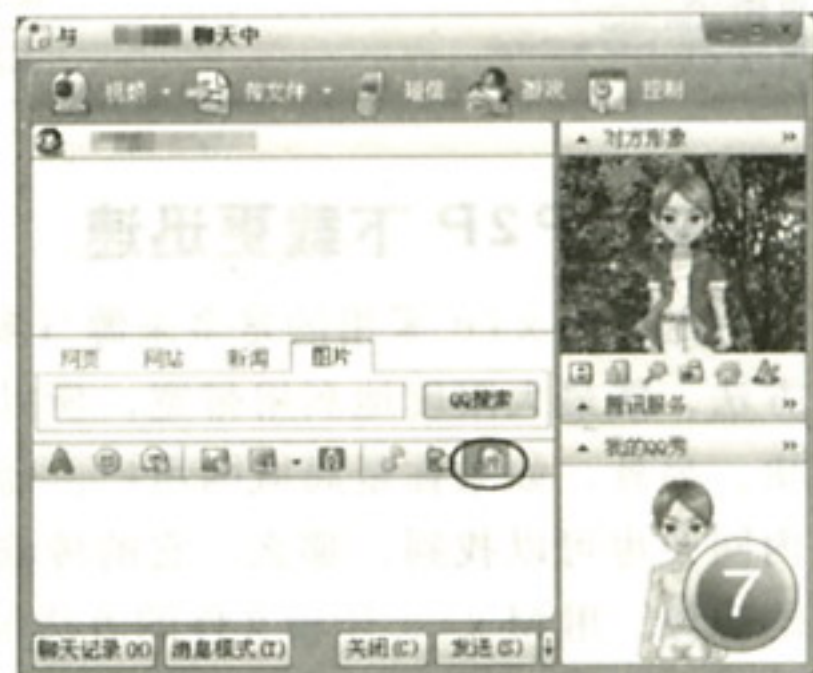 与 聊天中
视频 传文件 短信 游戏 控制
对方形象
网页 网站 新闻 图片
QQ搜索
腾讯服务
我的QQ秀
7
聊天记录(H) 消息模式(T) 关闭(C) 发送(S)